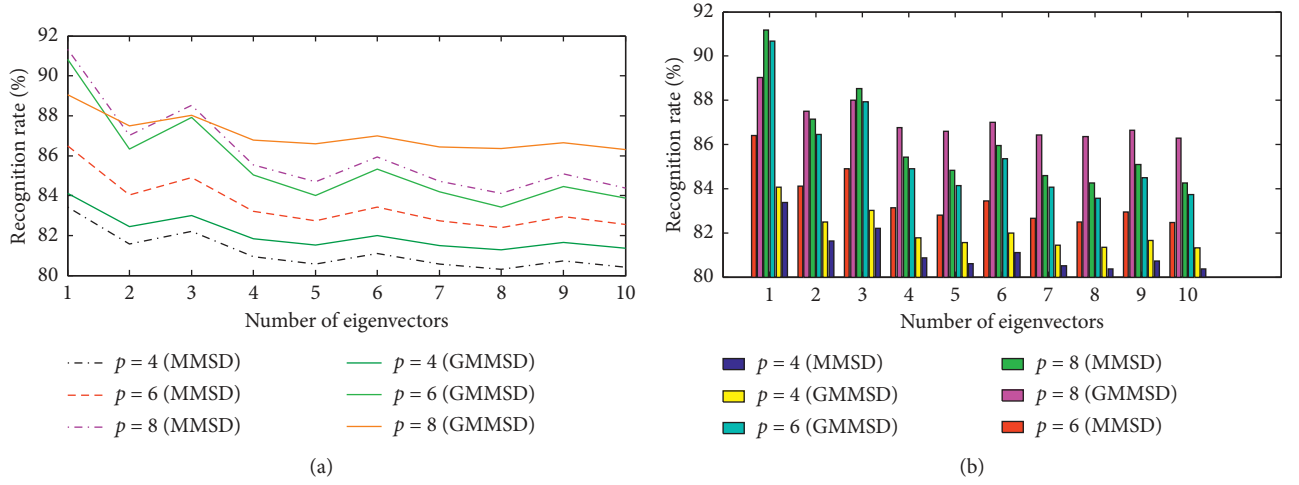 92
90
88
86
84
82
80
Recognition rate (%)
1 2 3 4 5 6 7 8 9 10
Number of eigenvectors
p = 4 (MMSD)
p = 6 (MMSD)
p = 8 (MMSD)
p = 4 (GMMSD)
p = 6 (GMMSD)
p = 8 (GMMSD)
(a)
92
90
88
86
84
82
80
Recognition rate (%)
1 2 3 4 5 6 7 8 9 10
Number of eigenvectors
p = 4 (MMSD)
p = 4 (GMMSD)
p = 6 (GMMSD)
p = 8 (MMSD)
p = 8 (GMMSD)
p = 6 (MMSD)
(b)